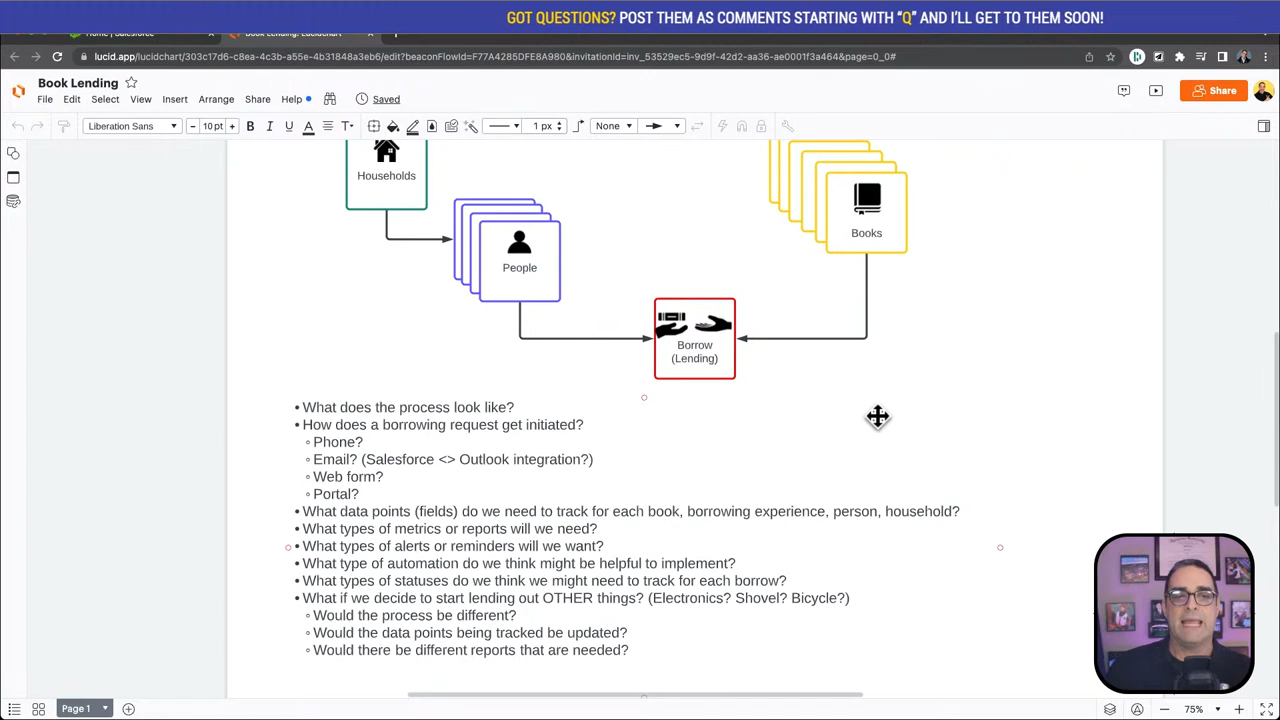 GOT QUESTIONS? POST THEM AS COMMENTS STARTING WITH “Q” AND I’LL GET TO THEM SOON!
lucid.app/lucidchart/303c17d6-c8ea-4c3b-a55e-4b31848a3eb6/edit?beaconFlowId=F77A4285DFE8A980&invitationId=inv_53529ec5-9d9f-42d2-aa36-ae0001f3a464&page=0_0#
Book Lending
File Edit Select View Insert Arrange Share Help Saved
Share
Liberation Sans 10 pt B I U A T 1 px None
Households
Books
People
Borrow
(Lending)
• What does the process look like?
• How does a borrowing request get initiated?
◦ Phone?
◦ Email? (Salesforce <> Outlook integration?)
◦ Web form?
◦ Portal?
• What data points (fields) do we need to track for each book, borrowing experience, person, household?
• What types of metrics or reports will we need?
• What types of alerts or reminders will we want?
• What type of automation do we think might be helpful to implement?
• What types of statuses do we think we might need to track for each borrow?
• What if we decide to start lending out OTHER things? (Electronics? Shovel? Bicycle?)
◦ Would the process be different?
◦ Would the data points being tracked be updated?
◦ Would there be different reports that are needed?
Page 1
75%